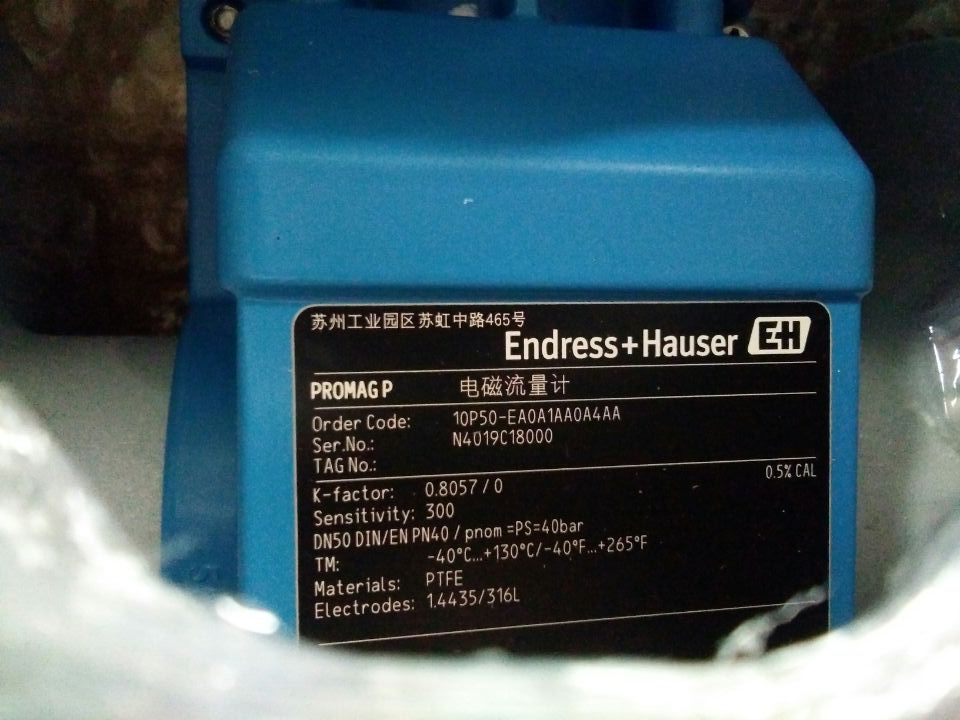 苏州工业园区苏虹中路465号
Endress+Hauser EH
PROMAG P 电磁流量计
Order Code: 10P50-EA0A1AA0A4AA
Ser.No.: N4019C18000
TAG No.:
0.5% CAL
K-factor: 0.8057 / 0
Sensitivity: 300
DN50 DIN/EN PN40 / pnom =PS=40bar
TM: -40°C...+130°C/-40°F...+265°F
Materials: PTFE
Electrodes: 1.4435/316L